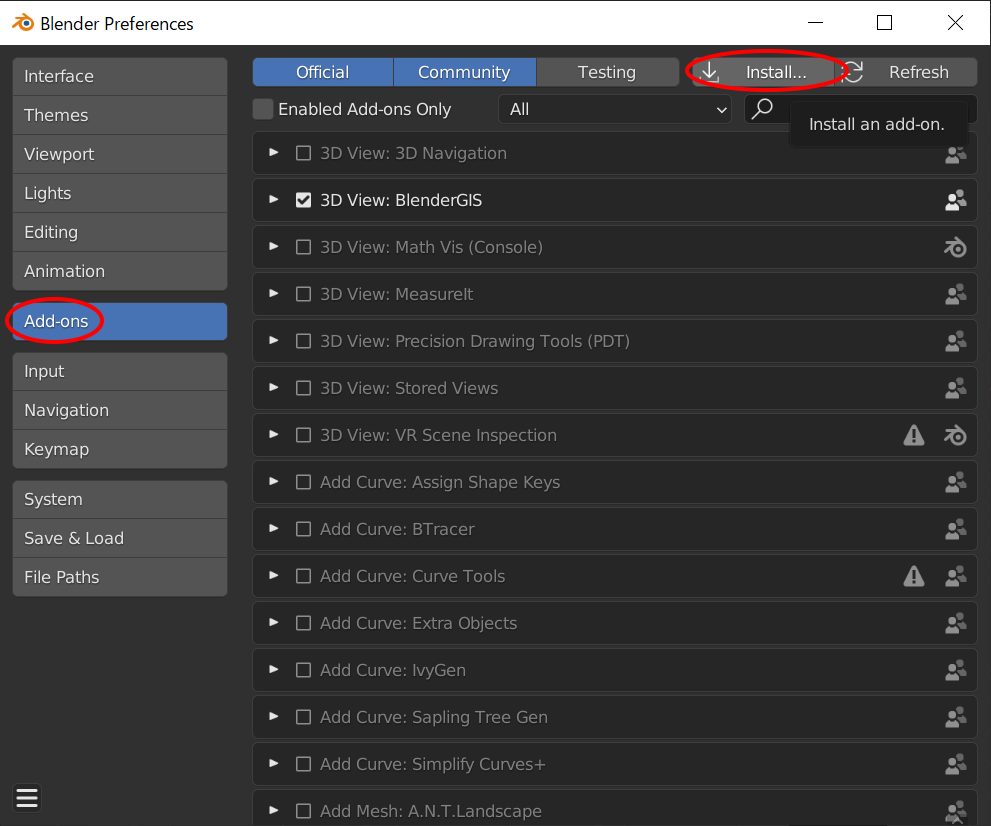 Blender Preferences
Interface
Themes
Viewport
Lights
Editing
Animation
Add-ons
Input
Navigation
Keymap
System
Save & Load
File Paths
Official Community Testing Install... Refresh
Enabled Add-ons Only All
Install an add-on.
3D View: 3D Navigation
3D View: BlenderGIS
3D View: Math Vis (Console)
3D View: MeasureIt
3D View: Precision Drawing Tools (PDT)
3D View: Stored Views
3D View: VR Scene Inspection
Add Curve: Assign Shape Keys
Add Curve: BTracer
Add Curve: Curve Tools
Add Curve: Extra Objects
Add Curve: IvyGen
Add Curve: Sapling Tree Gen
Add Curve: Simplify Curves+
Add Mesh: A.N.T.Landscape